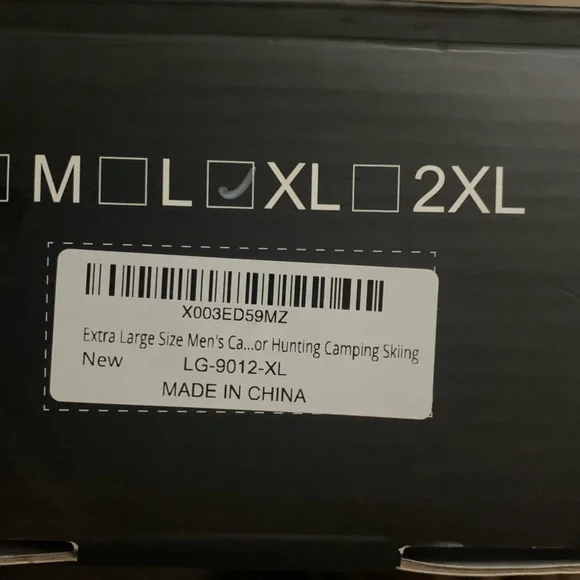 M L XL 2XL
X003ED59MZ
Extra Large Size Men's Ca...or Hunting Camping Skiing
New LG-9012-XL
MADE IN CHINA